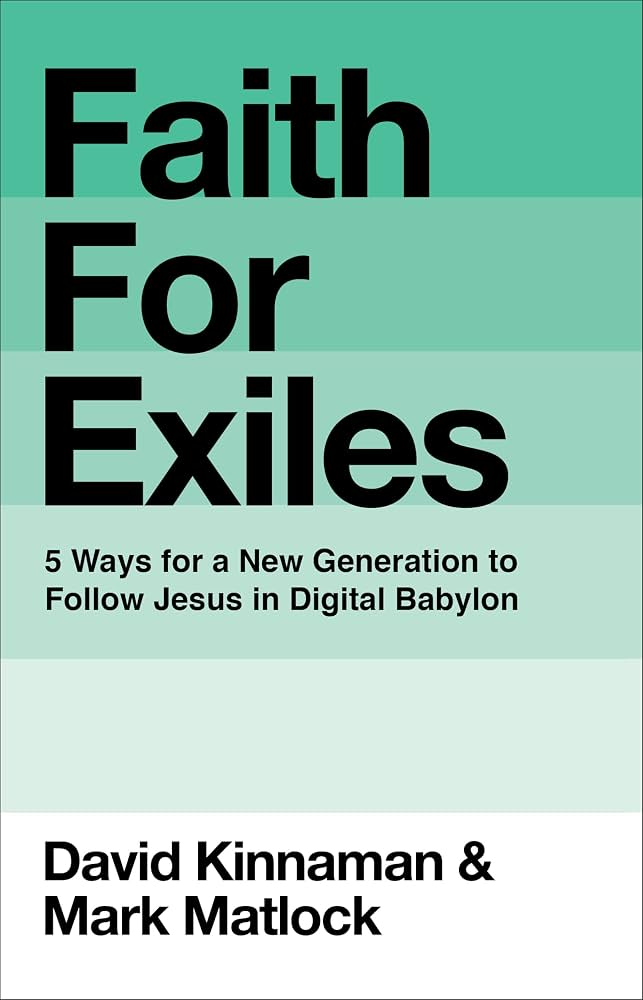 Faith
For
Exiles
5 Ways for a New Generation to
Follow Jesus in Digital Babylon
David Kinnaman &
Mark Matlock